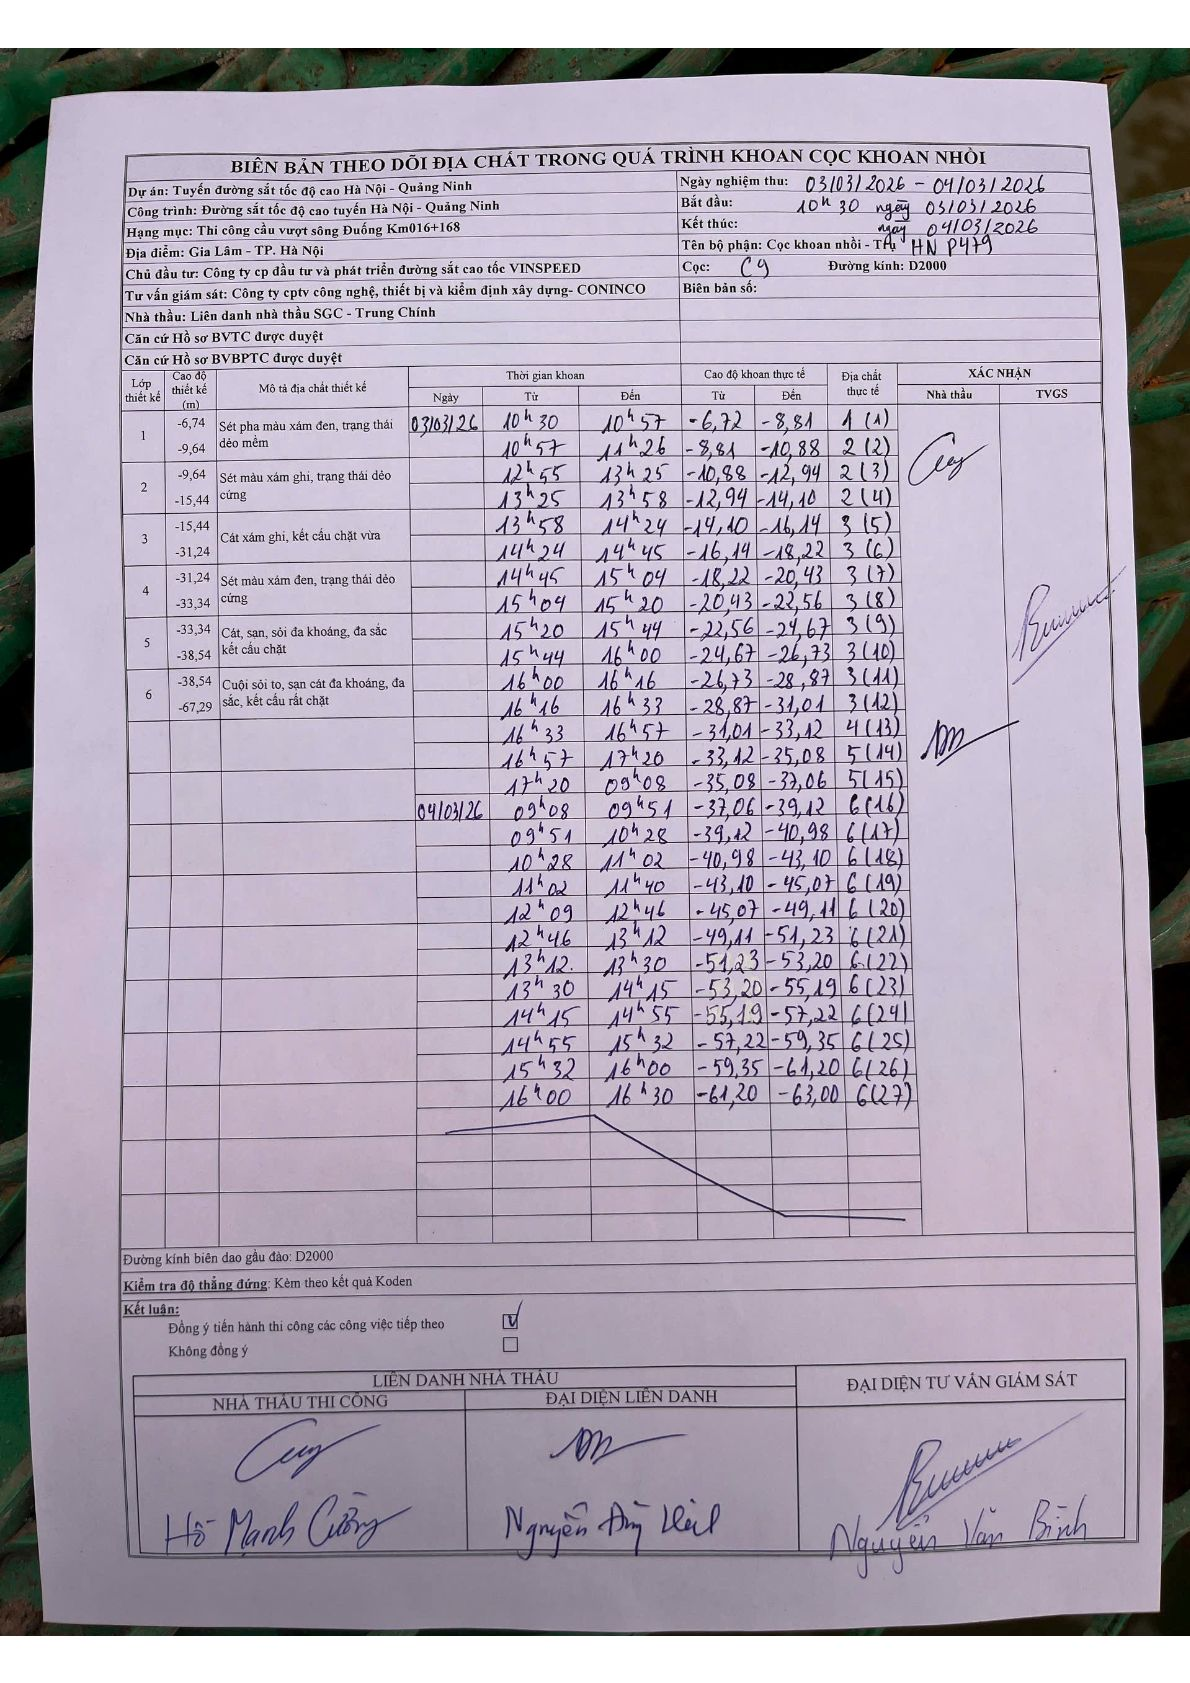 BIÊN BẢN THEO DÕI ĐỊA CHẤT TRONG QUÁ TRÌNH KHOAN CỌC KHOAN NHỒI
Dự án: Tuyến đường sắt tốc độ cao Hà Nội - Quảng Ninh
Ngày nghiệm thu: 03/03/2026 - 04/03/2026
Công trình: Đường sắt tốc độ cao tuyến Hà Nội - Quảng Ninh
Bắt đầu: 10h30 ngày 03/03/2026
Hạng mục: Thi công cầu vượt sông Đuống Km016+168
Kết thúc: ngày 04/03/2026
Địa điểm: Gia Lâm - TP. Hà Nội
Tên bộ phận: Cọc khoan nhồi - Trụ HN P479
Chủ đầu tư: Công ty cp đầu tư và phát triển đường sắt cao tốc VINSPEED
Cọc: C9 Đường kính: D2000
Tư vấn giám sát: Công ty cptv công nghệ, thiết bị và kiểm định xây dựng- CONINCO
Biên bản số:
Nhà thầu: Liên danh nhà thầu SGC - Trung Chính
Căn cứ Hồ sơ BVTC được duyệt
Căn cứ Hồ sơ BVBPTC được duyệt
Lớp thiết kế Cao độ thiết kế (m) Mô tả địa chất thiết kế Thời gian khoan Cao độ khoan thực tế Địa chất thực tế XÁC NHẬN
Ngày Từ Đến Từ Đến Nhà thầu TVGS
1 -6,74 Sét pha màu xám đen, trạng thái 03/03/26 10h30 10h57 -6,72 -8,81 1 (1)
-9,64 dẻo mềm 10h57 11h26 -8,81 -10,88 2 (2)
2 -9,64 Sét màu xám ghi, trạng thái dẻo 12h55 13h25 -10,88 -12,94 2 (3)
-15,44 cứng 13h25 13h58 -12,94 -14,10 2 (4)
3 -15,44 Cát xám ghi, kết cấu chặt vừa 13h58 14h24 -14,10 -16,14 3 (5)
-31,24 14h24 14h45 -16,14 -18,22 3 (6)
4 -31,24 Sét màu xám đen, trạng thái dẻo 14h45 15h04 -18,22 -20,43 3 (7)
-33,34 cứng 15h04 15h20 -20,43 -22,56 3 (8)
5 -33,34 Cát, sạn, sỏi đa khoáng, đa sắc 15h20 15h44 -22,56 -24,67 3 (9)
-38,54 kết cấu chặt 15h44 16h00 -24,67 -26,73 3 (10)
6 -38,54 Cuội sỏi to, sạn cát đa khoáng, đa 16h00 16h16 -26,73 -28,87 3 (11)
-67,29 sắc, kết cấu rất chặt 16h16 16h33 -28,87 -31,01 3 (12)
16h33 16h57 -31,01 -33,12 4 (13)
16h57 17h20 -33,12 -35,08 5 (14)
17h20 09h08 -35,08 -37,06 5 (15)
04/03/26 09h08 09h51 -37,06 -39,12 6 (16)
09h51 10h28 -39,12 -40,98 6 (17)
10h28 11h02 -40,98 -43,10 6 (18)
11h02 11h40 -43,10 -45,07 6 (19)
12h09 12h46 -45,07 -49,11 6 (20)
12h46 13h12 -49,11 -51,23 6 (21)
13h12 13h30 -51,23 -53,20 6 (22)
13h30 14h15 -53,20 -55,19 6 (23)
14h15 14h55 -55,19 -57,22 6 (24)
14h55 15h32 -57,22 -59,35 6 (25)
15h32 16h00 -59,35 -61,20 6 (26)
16h00 16h30 -61,20 -63,00 6 (27)
Đường kính biên dao gầu đào: D2000
Kiểm tra độ thẳng đứng: Kèm theo kết quả Koden
Kết luận:
Đồng ý tiến hành thi công các công việc tiếp theo
Không đồng ý
LIÊN DANH NHÀ THẦU ĐẠI DIỆN TƯ VẤN GIÁM SÁT
NHÀ THẦU THI CÔNG ĐẠI DIỆN LIÊN DANH
Hồ Mạnh Cường Nguyễn Nguyễn Văn Bình